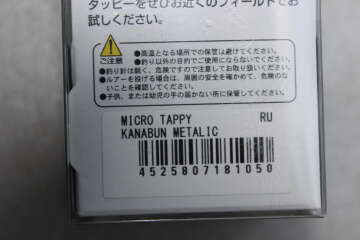 タッピーをぜひお近くのフィールドでお
試しください。
ご注意
●高温となる場所での保管は避けてください。
●釣り以外の目的でご使用にならないでください。
●釣り針は鋭く、危険ですので注意してお取り扱いください。
●ルアーを投げる場合は、周囲の安全を確かめて、危険のな
いことを確認してください。
●子供、または幼児の手の届かない所に保管してください。
MICRO TAPPY RU
KANABUN METALIC
4525807181050